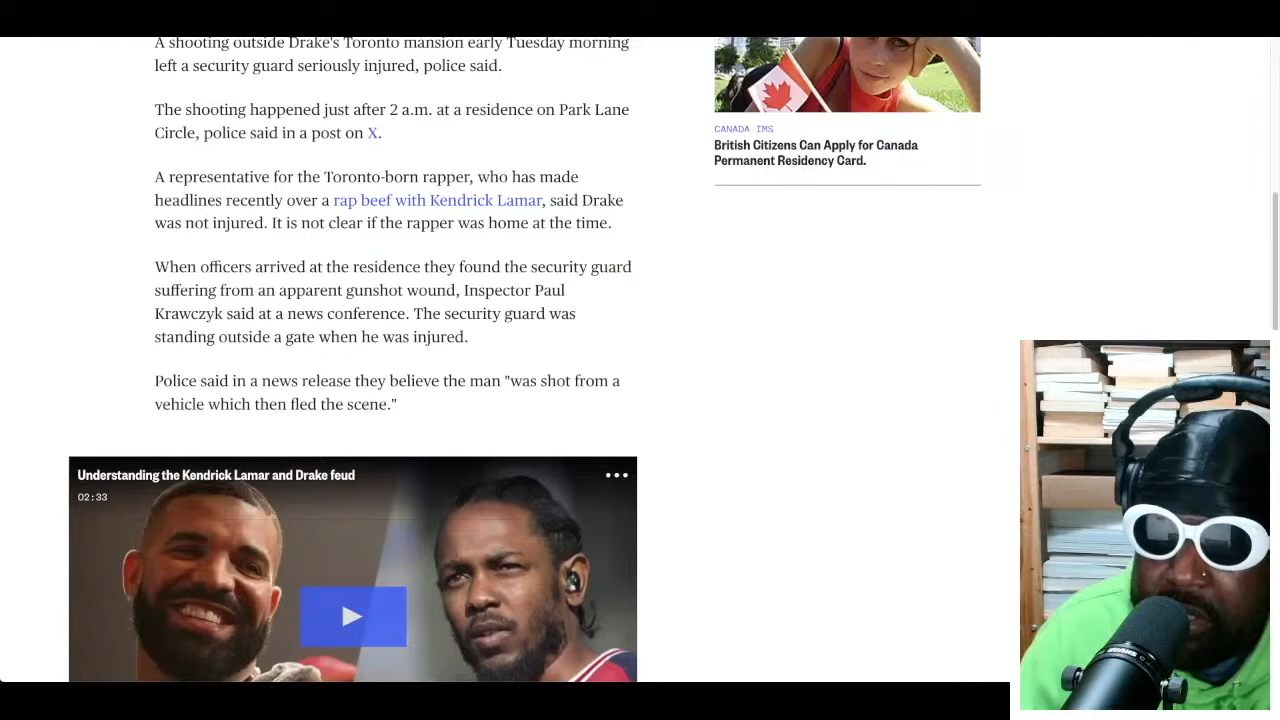 A shooting outside Drake's Toronto mansion early Tuesday morning
left a security guard seriously injured, police said.
The shooting happened just after 2 a.m. at a residence on Park Lane
Circle, police said in a post on X.
A representative for the Toronto-born rapper, who has made
headlines recently over a rap beef with Kendrick Lamar, said Drake
was not injured. It is not clear if the rapper was home at the time.
When officers arrived at the residence they found the security guard
suffering from an apparent gunshot wound, Inspector Paul
Krawczyk said at a news conference. The security guard was
standing outside a gate when he was injured.
Police said in a news release they believe the man "was shot from a
vehicle which then fled the scene."
Understanding the Kendrick Lamar and Drake feud
02:33
CANADA IMS
British Citizens Can Apply for Canada
Permanent Residency Card.
SHURE